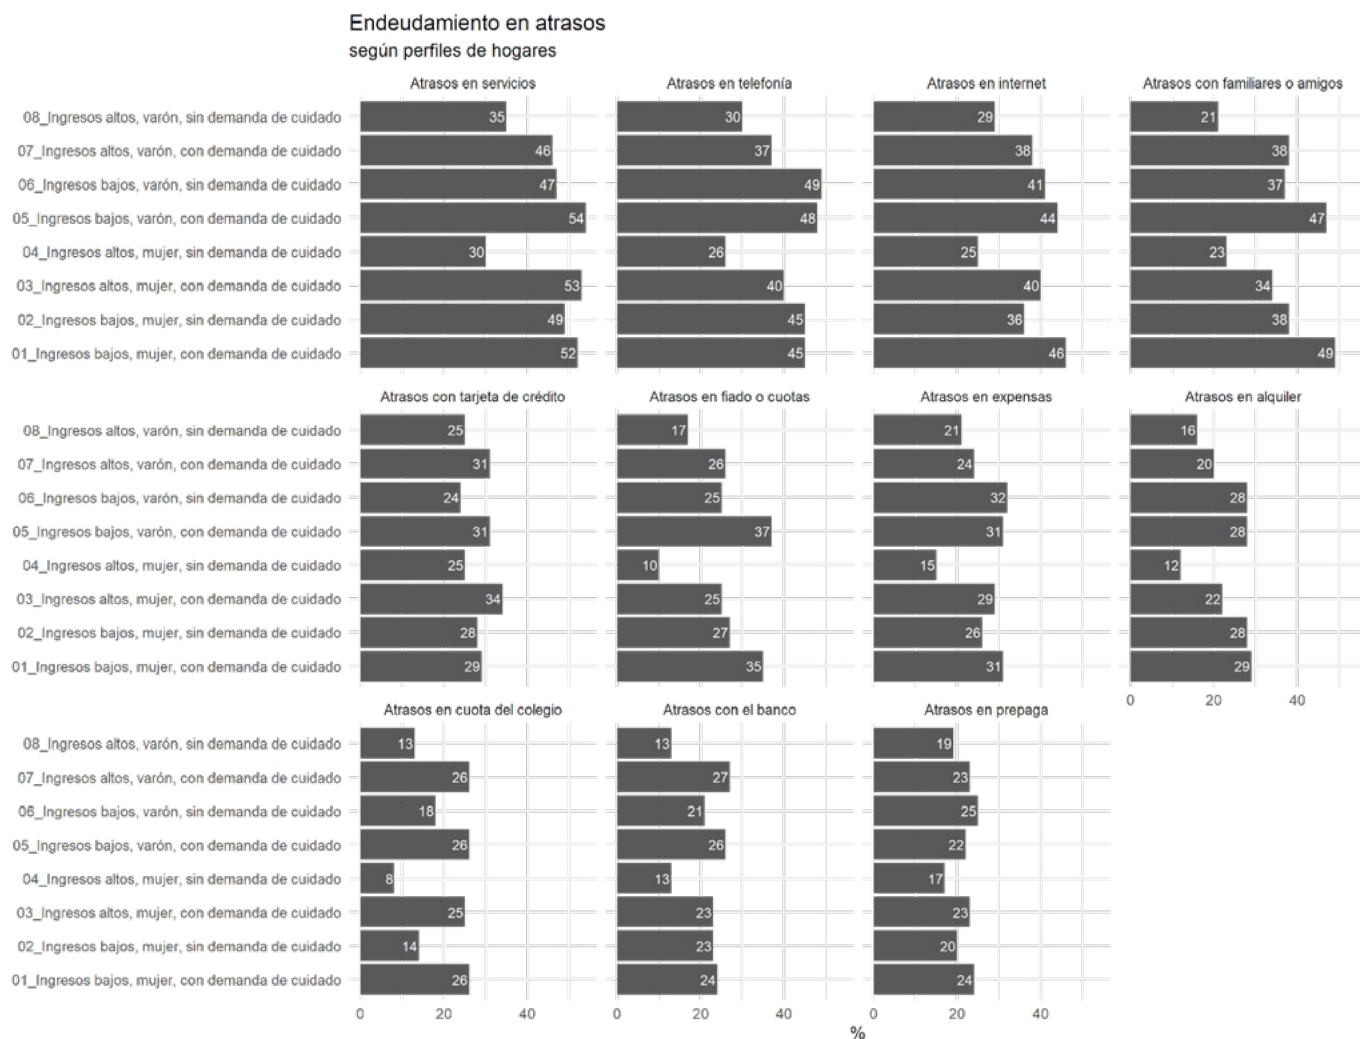 Endeudamiento en atrasos
según perfiles de hogares
Atrasos en servicios Atrasos en telefonía Atrasos en internet Atrasos con familiares o amigos
08_Ingresos altos, varón, sin demanda de cuidado 35 30 29 21
07_Ingresos altos, varón, con demanda de cuidado 46 37 38 38
06_Ingresos bajos, varón, sin demanda de cuidado 47 49 41 37
05_Ingresos bajos, varón, con demanda de cuidado 54 48 44 47
04_Ingresos altos, mujer, sin demanda de cuidado 30 26 25 23
03_Ingresos altos, mujer, con demanda de cuidado 53 40 40 34
02_Ingresos bajos, mujer, sin demanda de cuidado 49 45 36 38
01_Ingresos bajos, mujer, con demanda de cuidado 52 45 46 49
Atrasos con tarjeta de crédito Atrasos en fiado o cuotas Atrasos en expensas Atrasos en alquiler
08_Ingresos altos, varón, sin demanda de cuidado 25 17 21 16
07_Ingresos altos, varón, con demanda de cuidado 31 26 24 20
06_Ingresos bajos, varón, sin demanda de cuidado 24 25 32 28
05_Ingresos bajos, varón, con demanda de cuidado 31 37 31 28
04_Ingresos altos, mujer, sin demanda de cuidado 25 10 15 12
03_Ingresos altos, mujer, con demanda de cuidado 34 25 29 22
02_Ingresos bajos, mujer, sin demanda de cuidado 28 27 26 28
01_Ingresos bajos, mujer, con demanda de cuidado 29 35 31 29
0 20 40
Atrasos en cuota del colegio Atrasos con el banco Atrasos en prepaga
08_Ingresos altos, varón, sin demanda de cuidado 13 13 19
07_Ingresos altos, varón, con demanda de cuidado 26 27 23
06_Ingresos bajos, varón, sin demanda de cuidado 18 21 25
05_Ingresos bajos, varón, con demanda de cuidado 26 26 22
04_Ingresos altos, mujer, sin demanda de cuidado 8 13 17
03_Ingresos altos, mujer, con demanda de cuidado 25 23 23
02_Ingresos bajos, mujer, sin demanda de cuidado 14 23 20
01_Ingresos bajos, mujer, con demanda de cuidado 26 24 24
0 20 40 0 20 40 0 20 40
%